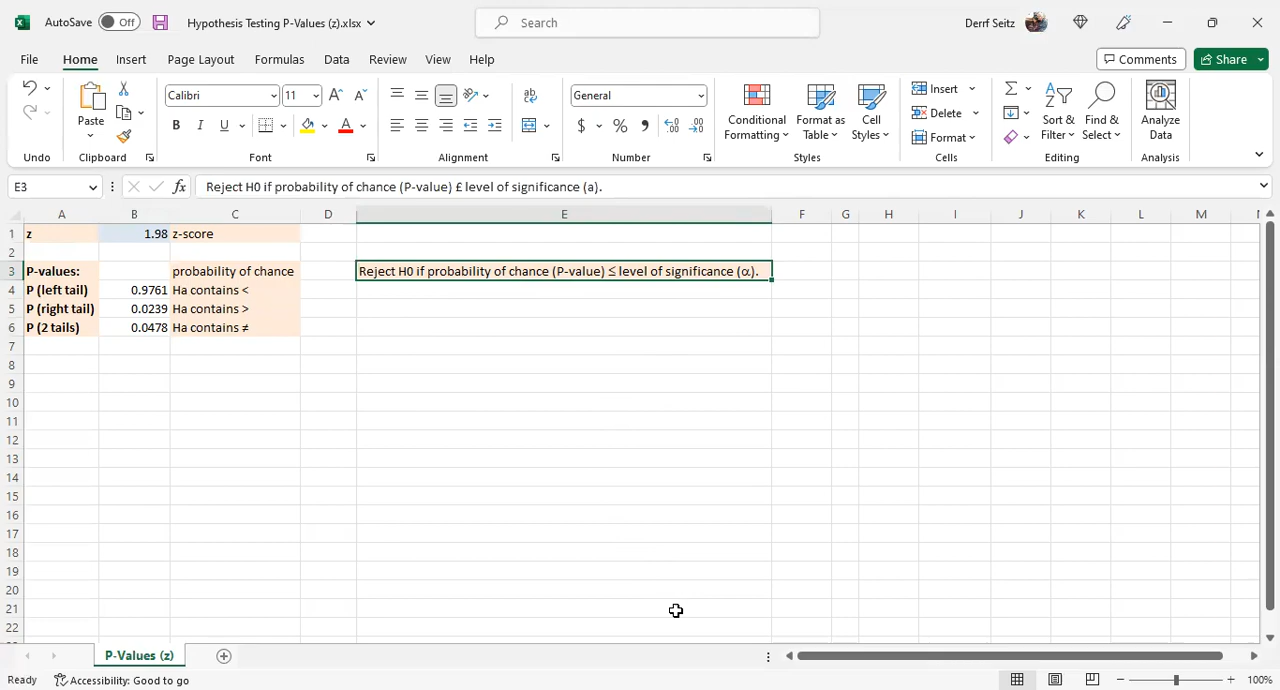 AutoSave Off Hypothesis Testing P-Values (z).xlsx Search Derrf Seitz
File Home Insert Page Layout Formulas Data Review View Help Comments Share
Paste
Calibri 11 A A
B I U A
ab
General
$ % , .00 .00
Conditional Formatting
Format as Table
Cell Styles
Insert
Delete
Format
Sort & Filter
Find & Select
Analyze Data
Undo Clipboard Font Alignment Number Styles Cells Editing Analysis
E3 fx Reject H0 if probability of chance (P-value) £ level of significance (a).
A B C D E F G H I J K L M
1 z 1.98 z-score
2
3 P-values: probability of chance Reject H0 if probability of chance (P-value) ≤ level of significance (α).
4 P (left tail) 0.9761 Ha contains <
5 P (right tail) 0.0239 Ha contains >
6 P (2 tails) 0.0478 Ha contains ≠
7
8
9
10
11
12
13
14
15
16
17
18
19
20
21
22
P-Values (z)
Ready Accessibility: Good to go 100%